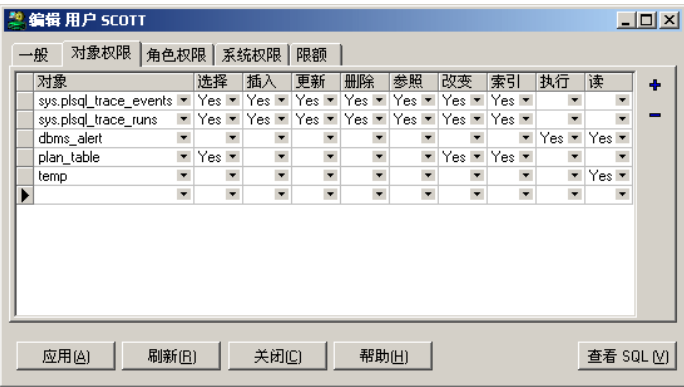 编辑 用户 SCOTT
一般 对象权限 角色权限 系统权限 限额
对象 选择 插入 更新 删除 参照 改变 索引 执行 读
sys.plsql_trace_events Yes Yes Yes Yes Yes Yes Yes
sys.plsql_trace_runs Yes Yes Yes Yes Yes Yes Yes
dbms_alert Yes Yes
plan_table Yes Yes Yes
temp Yes
应用(A) 刷新(R) 关闭(C) 帮助(H) 查看 SQL (V)